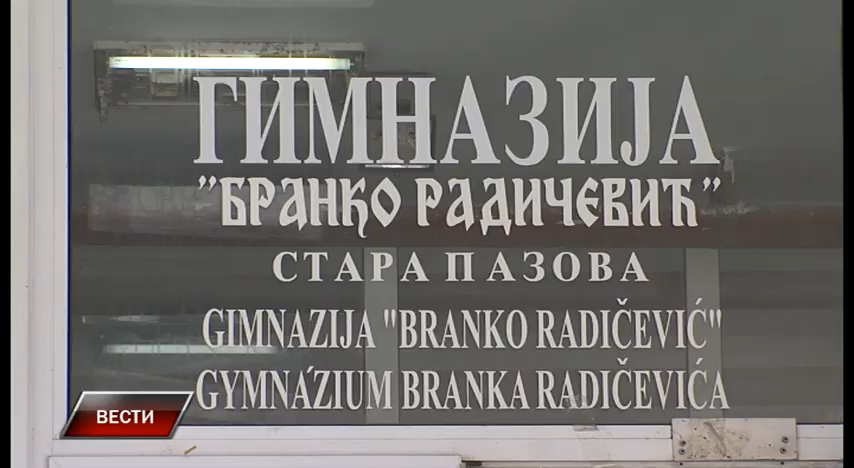 ГИМНАЗИЈА
"БРАНКО РАДИЧЕВИЋ"
СТАРА ПАЗОВА
GIMNAZIJA "BRANKO RADIČEVIĆ"
GYMNÁZIUM BRANKA RADIČEVIĆA
ВЕСТИ